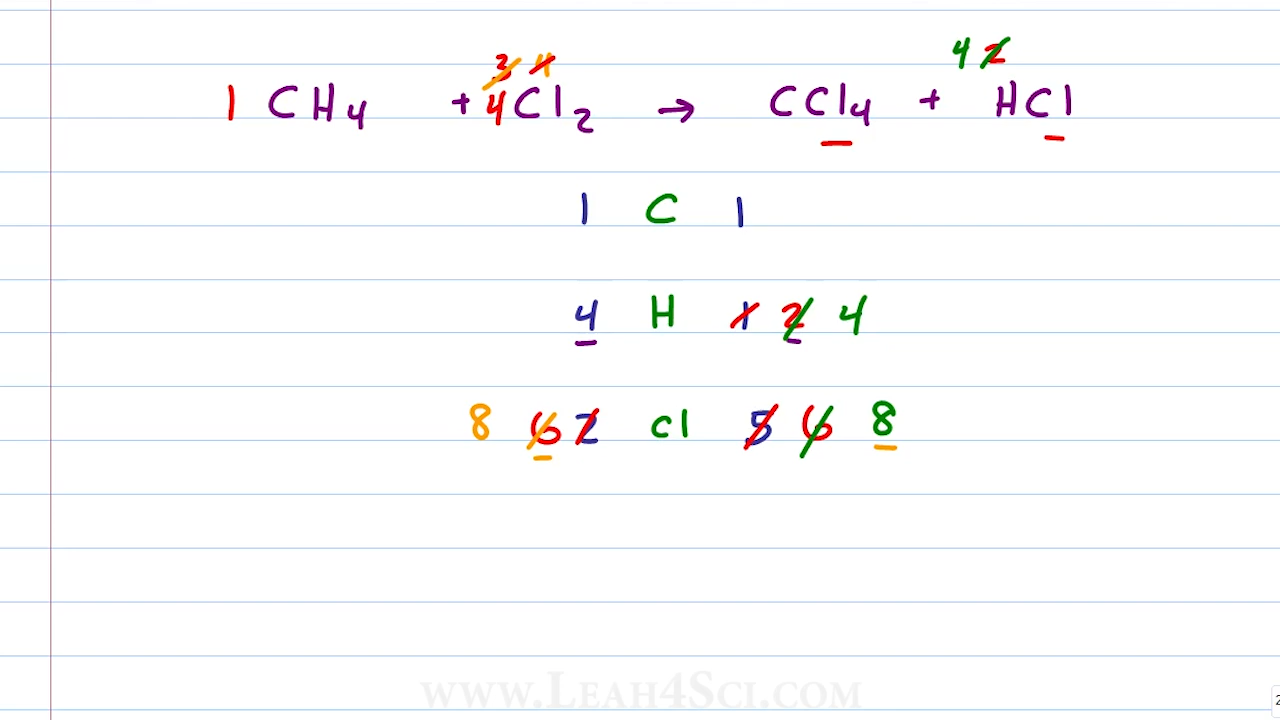 3 4 4 2
1 CH4 + 4Cl2 → CCl4 + HCl
1 C 1
4 H 1 2 4
8 6 2 Cl 5 6 8
www.Leah4Sci.com